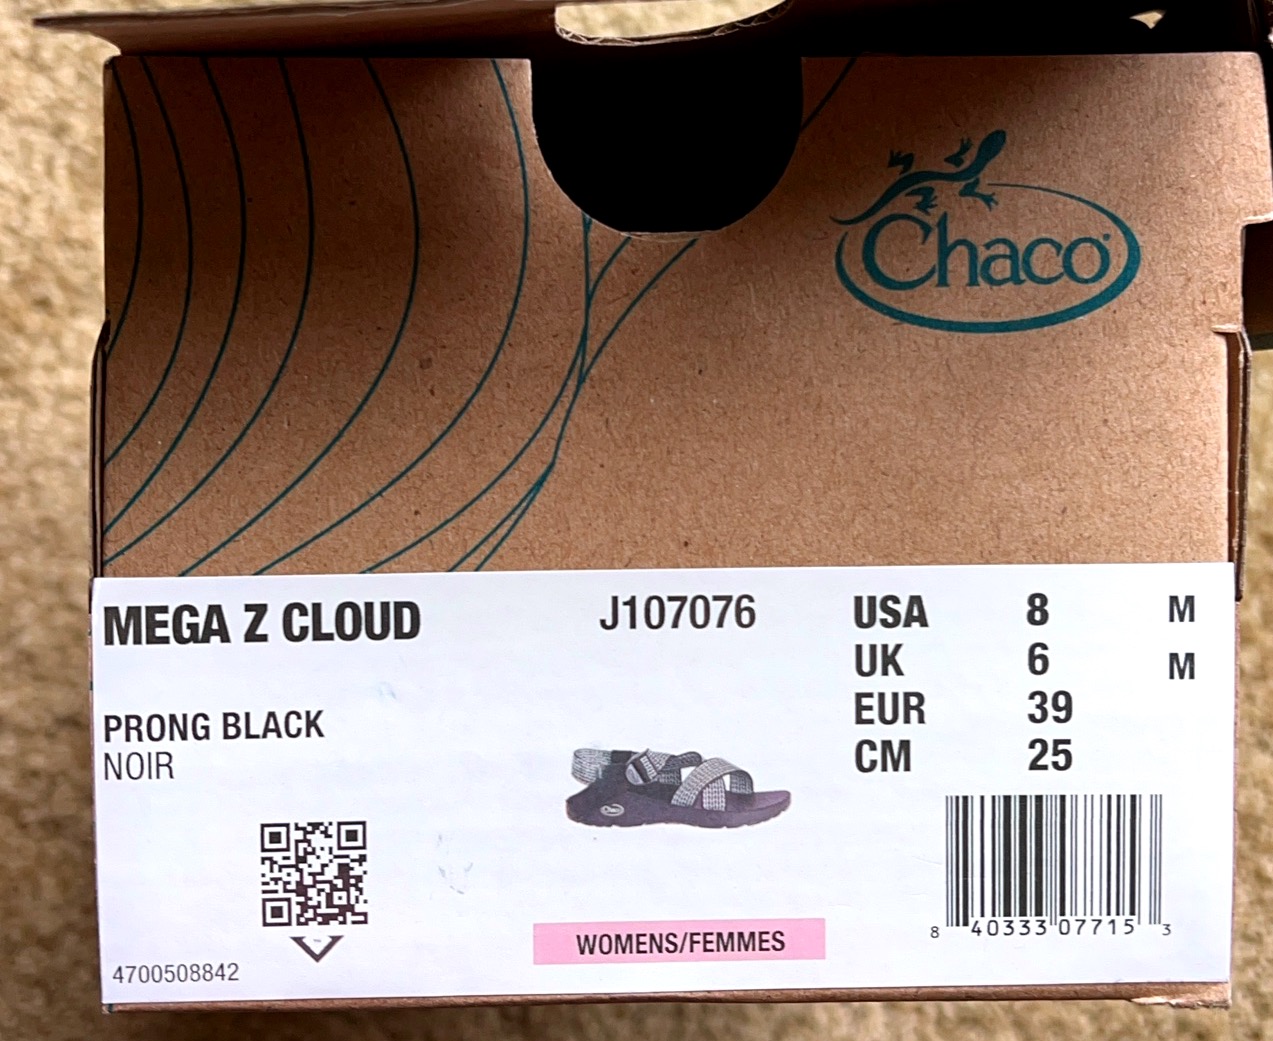 Chaco
MEGA Z CLOUD
J107076
USA 8 M
UK 6 M
EUR 39
CM 25
PRONG BLACK
NOIR
Chaco
WOMENS/FEMMES
8 40333 07715 3
4700508842